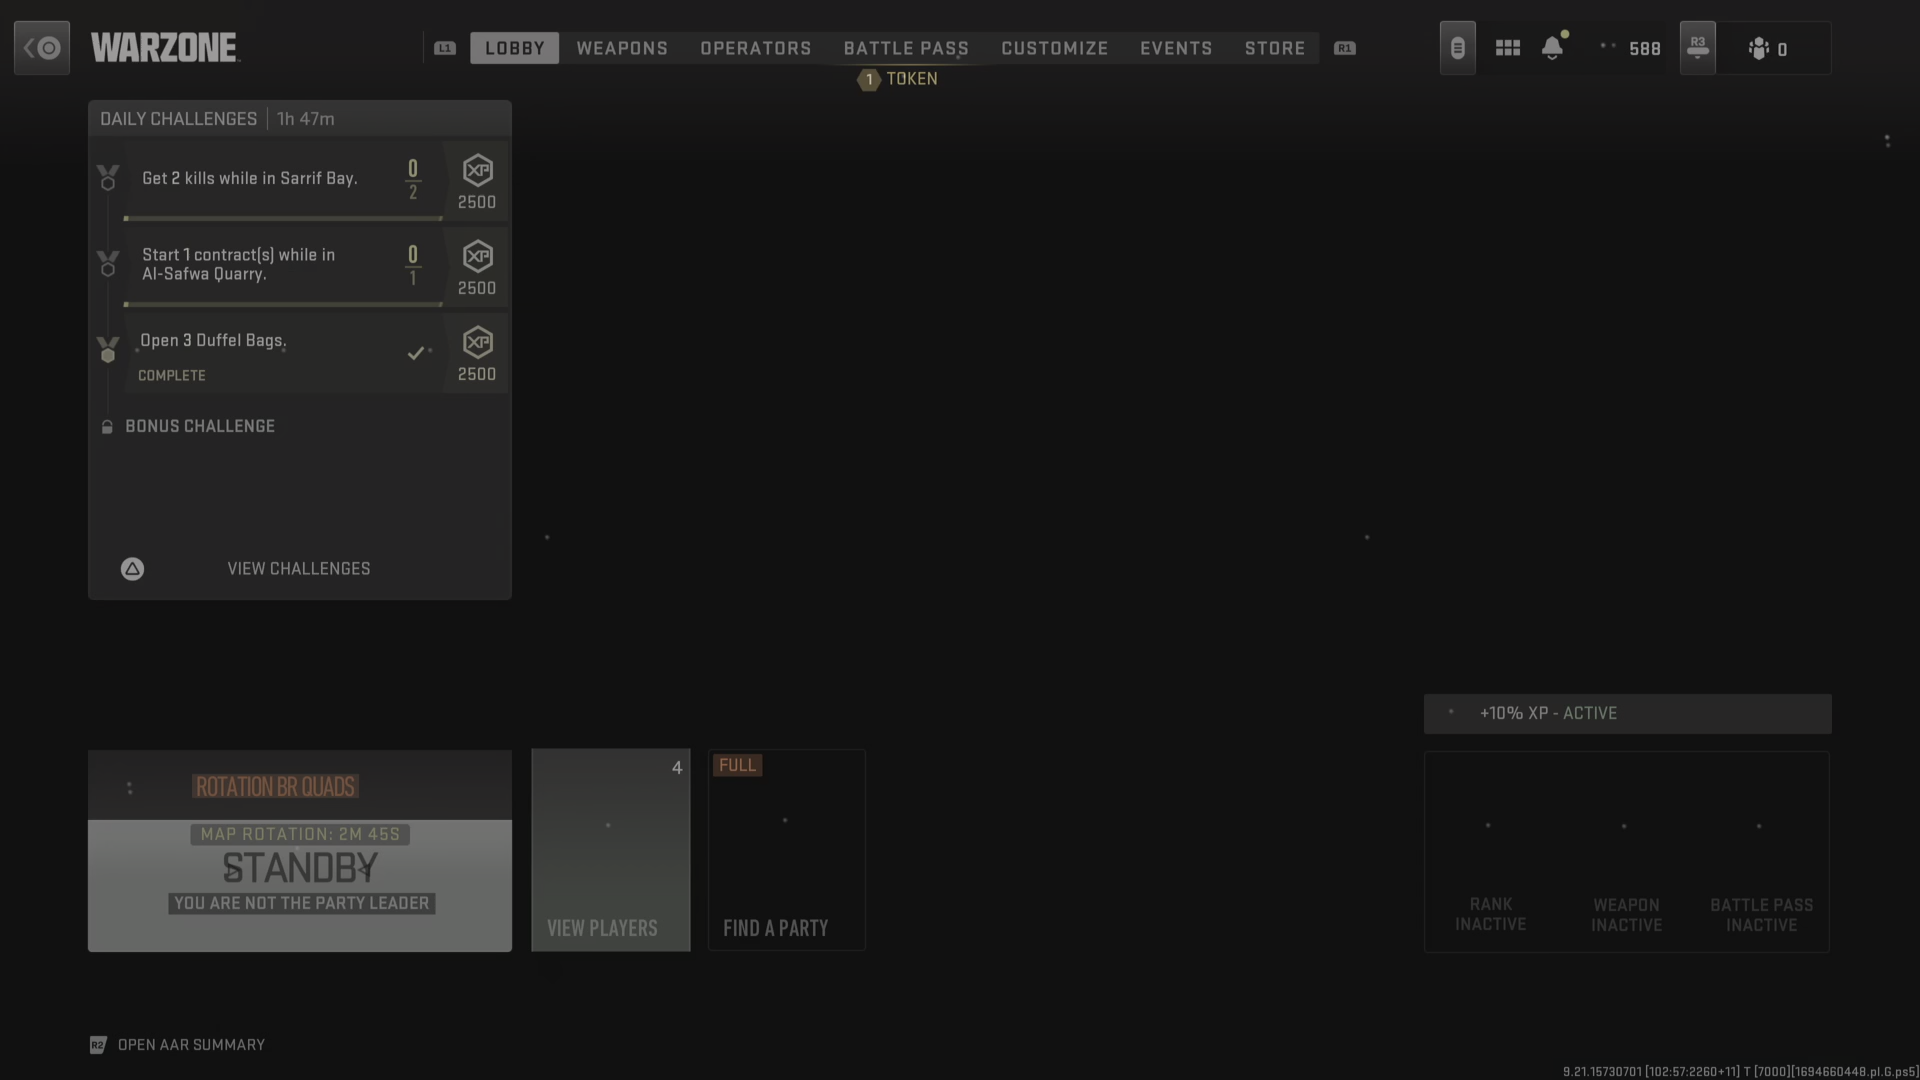 WARZONE
L1
LOBBY
WEAPONS
OPERATORS
BATTLE PASS
CUSTOMIZE
EVENTS
STORE
R1
588
R3
0
1 TOKEN
DAILY CHALLENGES | 1h 47m
Get 2 kills while in Sarrif Bay.
0
2
XP
2500
Start 1 contract(s) while in
Al-Safwa Quarry.
0
1
XP
2500
Open 3 Duffel Bags.
COMPLETE
XP
2500
BONUS CHALLENGE
VIEW CHALLENGES
+10% XP - ACTIVE
ROTATION BR QUADS
MAP ROTATION: 2M 45S
STANDBY
YOU ARE NOT THE PARTY LEADER
4
VIEW PLAYERS
FULL
FIND A PARTY
RANK
INACTIVE
WEAPON
INACTIVE
BATTLE PASS
INACTIVE
R2 OPEN AAR SUMMARY
9.21.15730701 [102:57:2260+11] T [7000][1694660448.pl.G.ps5]